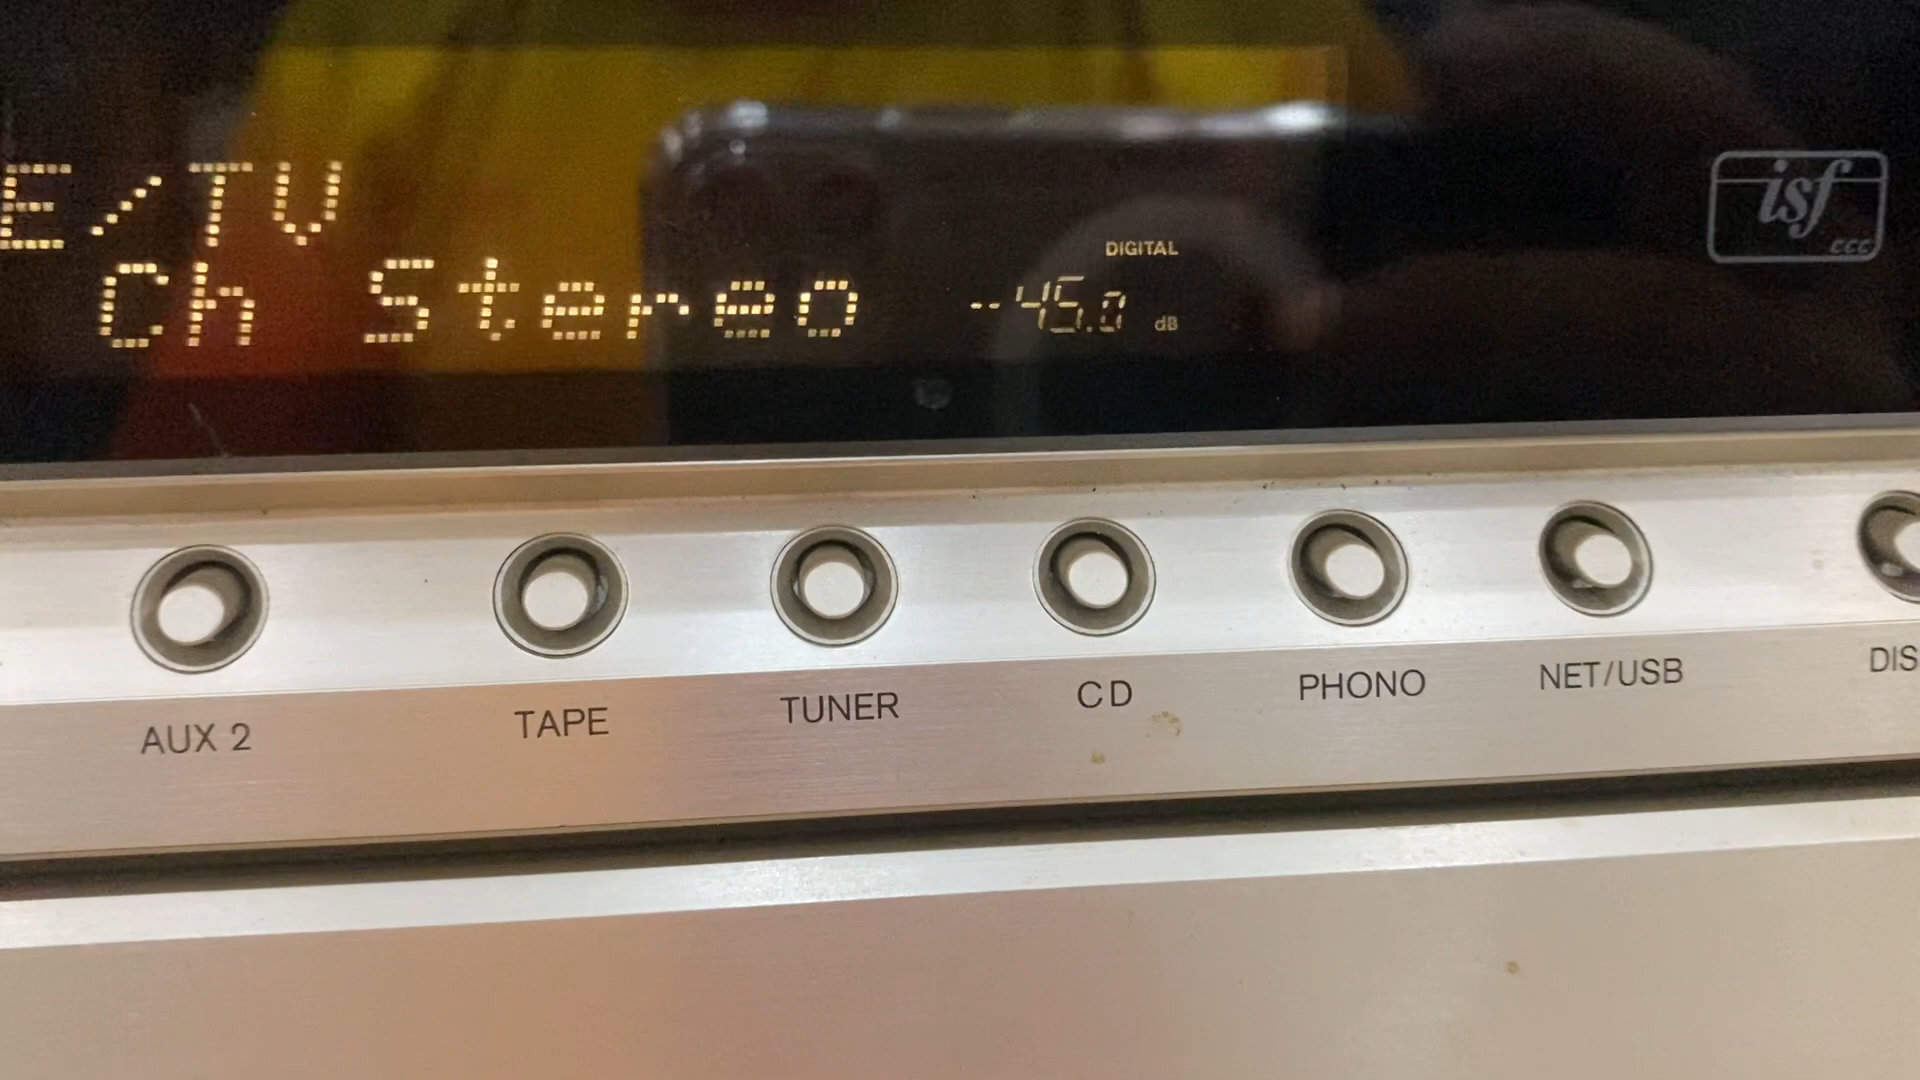 E/TV
Ch Stereo
DIGITAL
--45.0 dB
isf
ccc
AUX 2
TAPE
TUNER
CD
PHONO
NET/USB
DIS